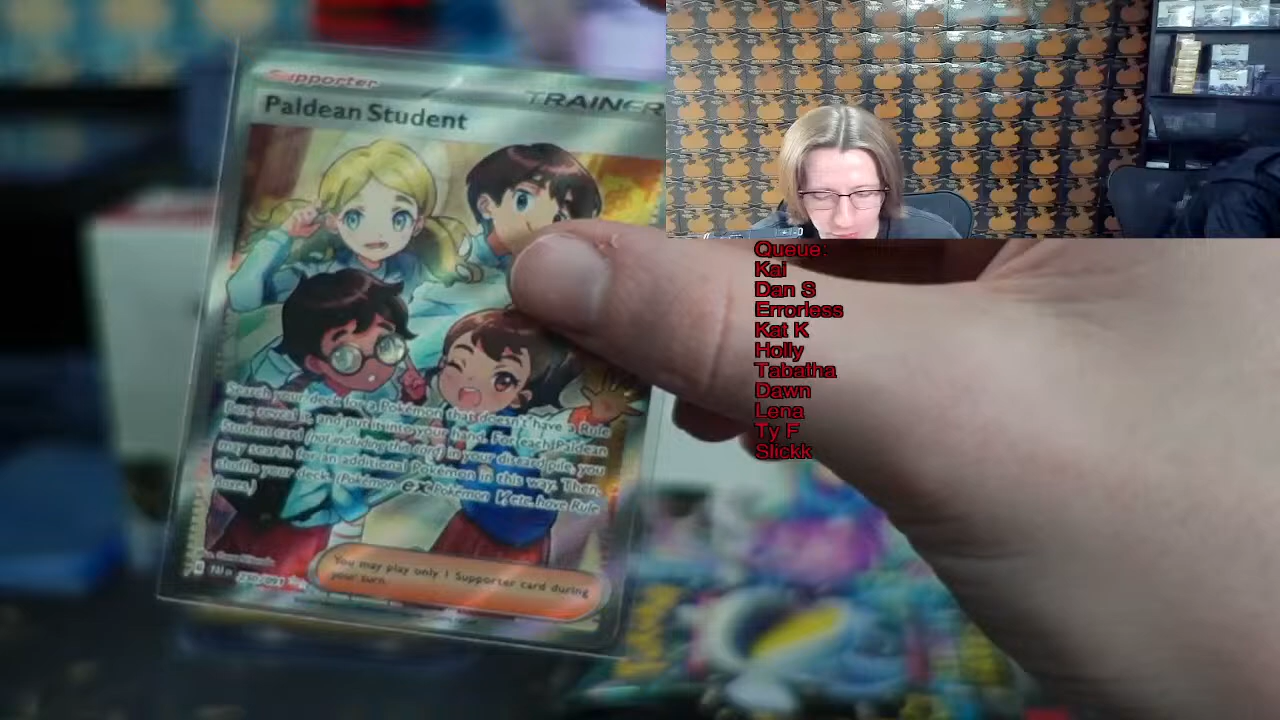 Supporter
TRAINER
Paldean Student
Search your deck for a Pokémon that doesn't have a Rule
Box, reveal it, and put it into your hand. For each Paldean
Student card (not including this one) in your discard pile, you
may search for an additional Pokémon in this way. Then,
shuffle your deck. (Pokémon ex, Pokémon V, etc. have Rule
Boxes.)
You may play only 1 Supporter card during
your turn.
Queue:
Kai
Dan S
Errorless
Kat K
Holly
Tabatha
Dawn
Lena
Ty F
Slickk